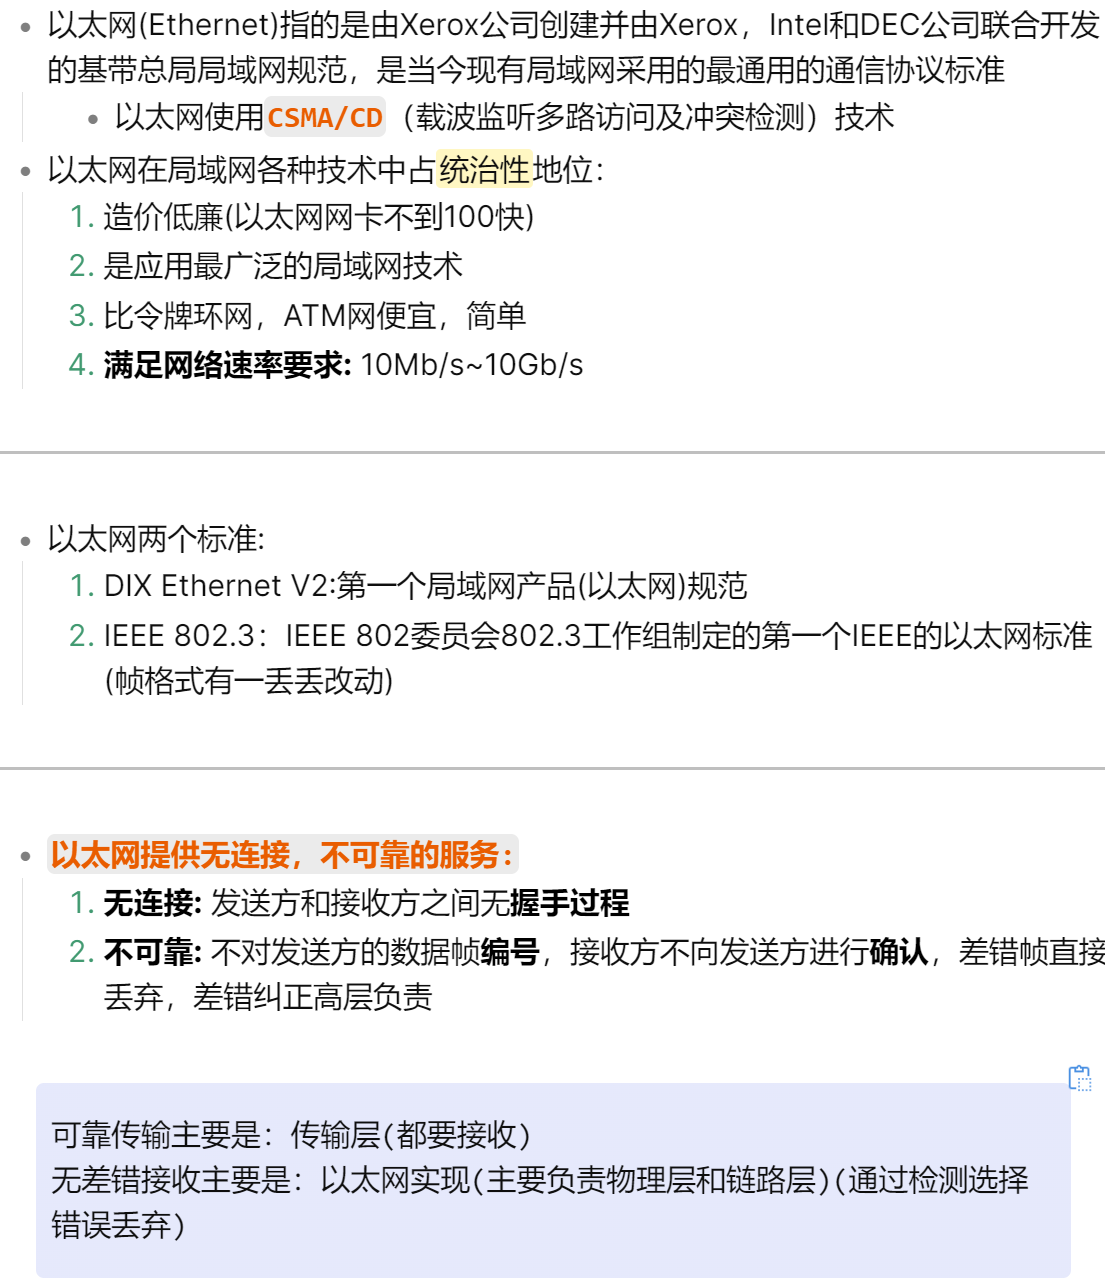 以太网(Ethernet)指的是由Xerox公司创建并由Xerox，Intel和DEC公司联合开发
的基带总局局域网规范，是当今现有局域网采用的最通用的通信协议标准
以太网使用CSMA/CD（载波监听多路访问及冲突检测）技术
以太网在局域网各种技术中占统治性地位：
1. 造价低廉(以太网网卡不到100快)
2. 是应用最广泛的局域网技术
3. 比令牌环网，ATM网便宜，简单
4. 满足网络速率要求: 10Mb/s~10Gb/s
以太网两个标准:
1. DIX Ethernet V2:第一个局域网产品(以太网)规范
2. IEEE 802.3：IEEE 802委员会802.3工作组制定的第一个IEEE的以太网标准
(帧格式有一丢丢改动)
以太网提供无连接，不可靠的服务：
1. 无连接: 发送方和接收方之间无握手过程
2. 不可靠: 不对发送方的数据帧编号，接收方不向发送方进行确认，差错帧直接
丢弃，差错纠正高层负责
可靠传输主要是：传输层(都要接收)
无差错接收主要是：以太网实现(主要负责物理层和链路层)(通过检测选择
错误丢弃)